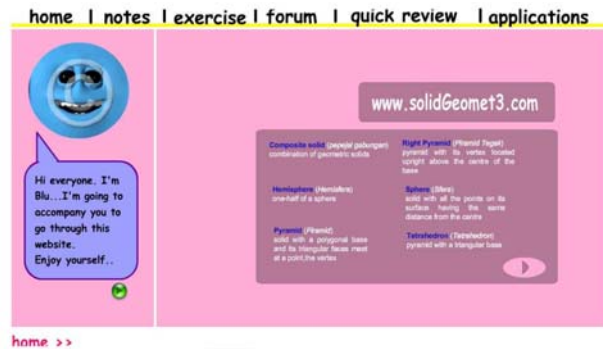 home | notes | exercise | forum | quick review | applications
Hi everyone. I'm
Blu...I'm going to
accompany you to
go through this
website.
Enjoy yourself..
www.solidGeomet3.com
Composite solid (pepejal gabungan)
combination of geometric solids
Hemisphere (Hemisfera)
one-half of a sphere
Pyramid (Piramid)
solid with a polygonal base
and its triangular faces meet
at a point,the vertex
Right Pyramid (Piramid Tegak)
pyramid with its vertex located
upright above the centre of the
base
Sphere (Sfera)
solid with all the points on its
surface having the same
distance from the centre
Tetrahedron (Tetrahedron)
pyramid with a triangular base
home >>